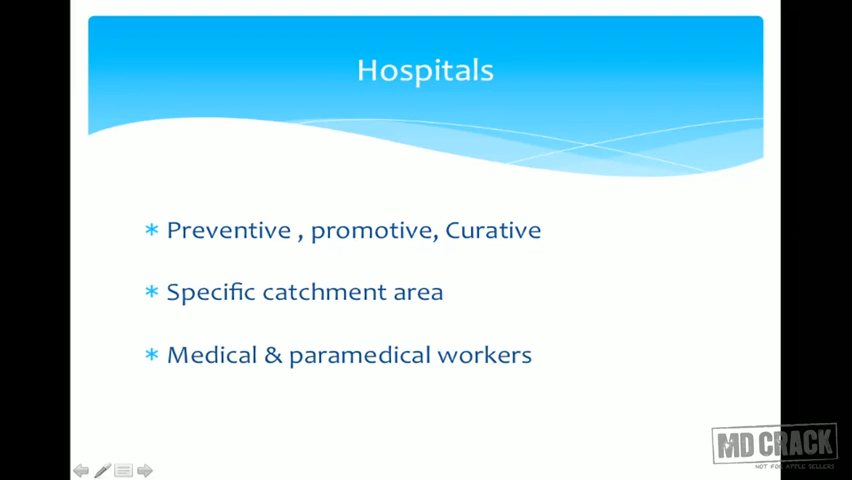 Hospitals
* Preventive , promotive, Curative
* Specific catchment area
* Medical & paramedical workers
MD CRACK
NOT FOR APPLE SELLERS